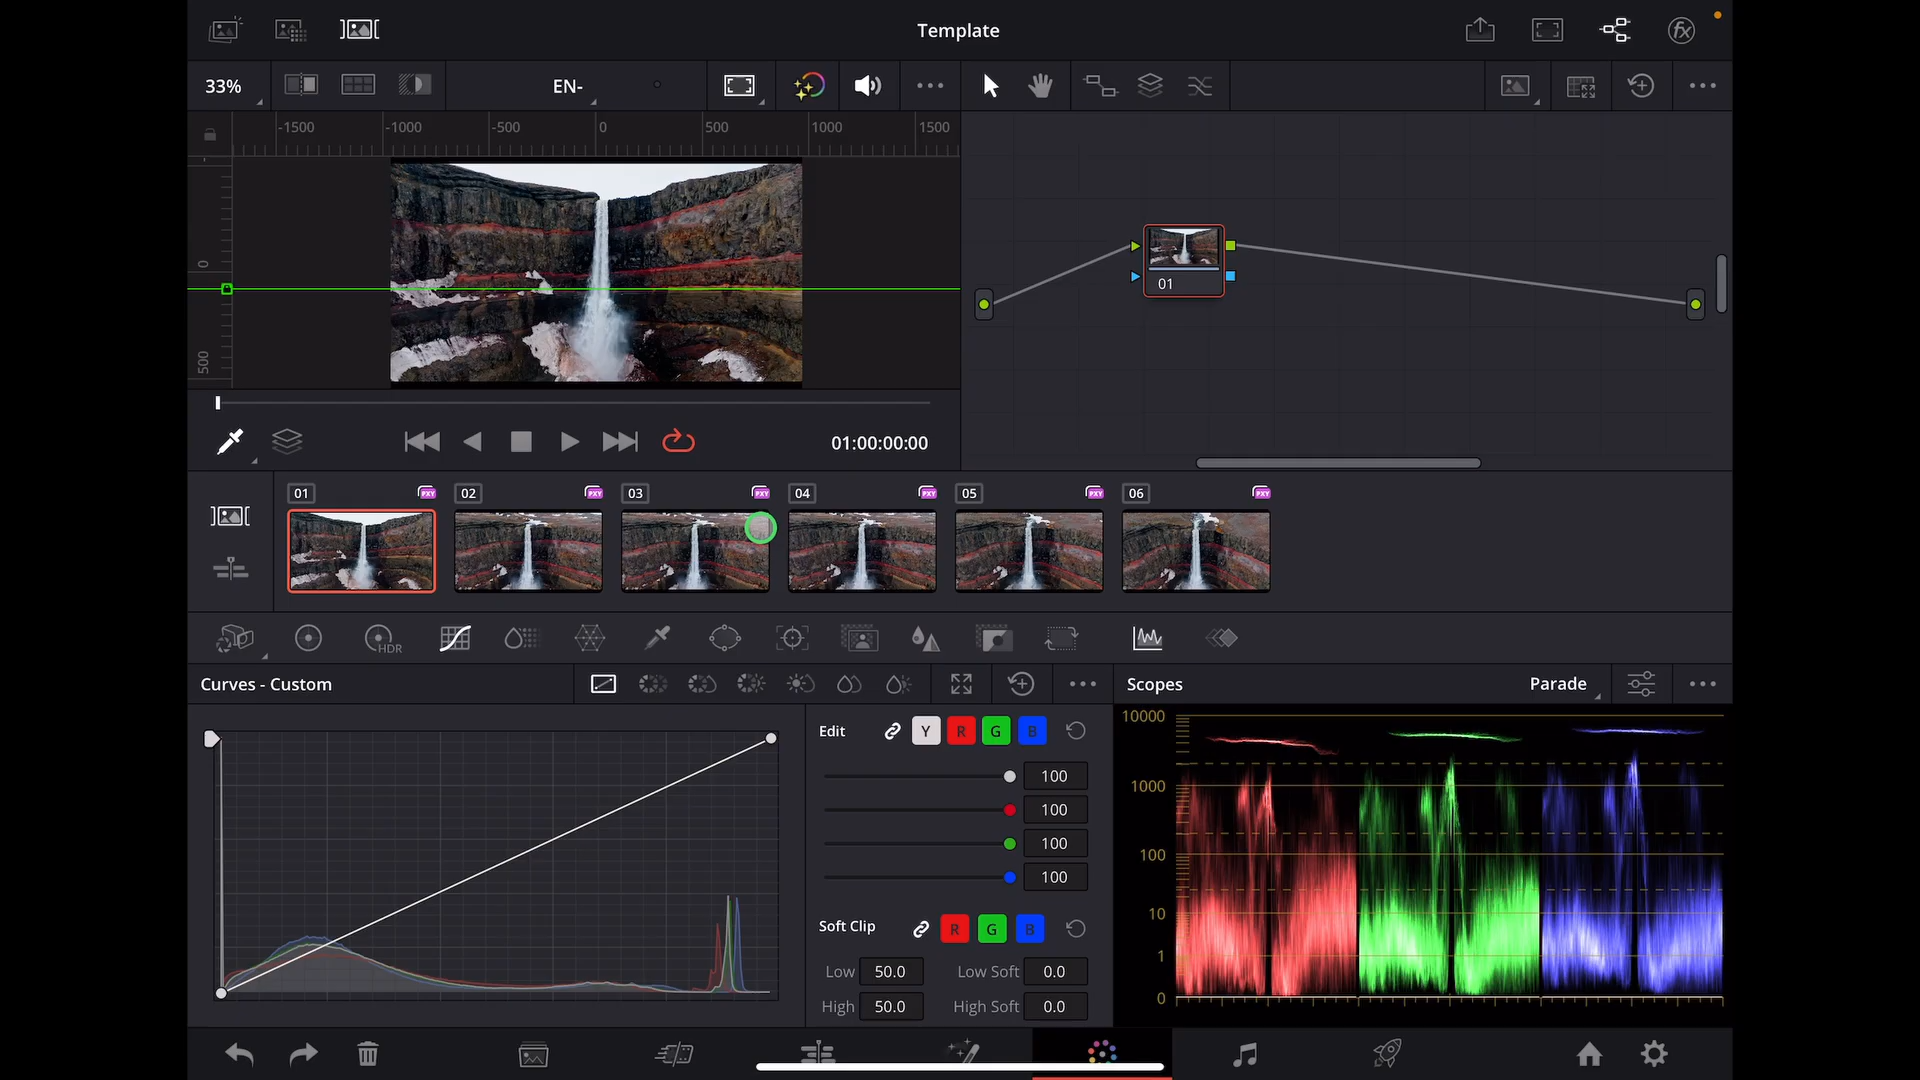 Template
fx
33%
EN-
-1500
-1000
-500
0
500
1000
1500
0
500
01
01:00:00:00
01
PXY
02
PXY
03
PXY
04
PXY
05
PXY
06
PXY
HDR
Curves - Custom
Scopes
Parade
Edit
Y
R
G
B
100
100
100
100
Soft Clip
R
G
B
Low
50.0
Low Soft
0.0
High
50.0
High Soft
0.0
10000
1000
100
10
1
0